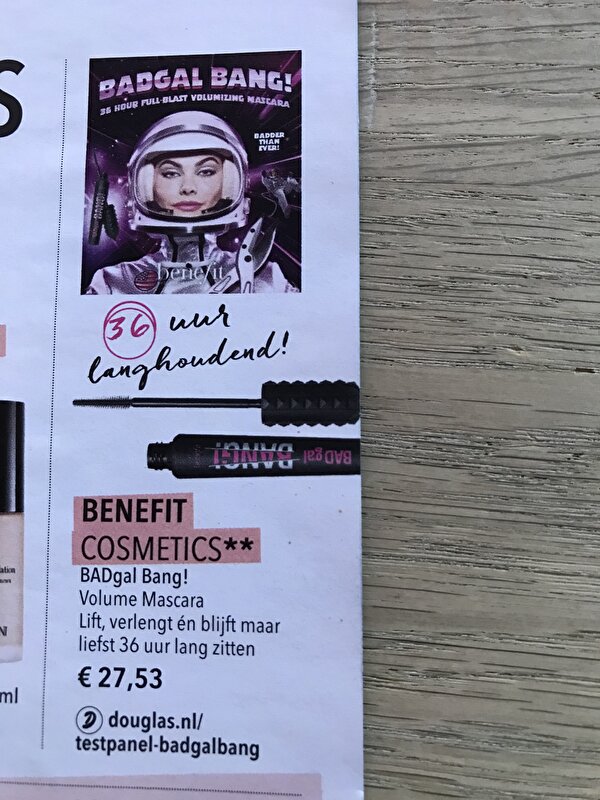 S
BADGAL BANG!
36 HOUR FULL-BLAST VOLUMIZING MASCARA
BADDER
THAN
EVER!
benefit
36 uur
langhoudend!
BADgal BANG!
BENEFIT
COSMETICS**
BADgal Bang!
Volume Mascara
Lift, verlengt én blijft maar
liefst 36 uur lang zitten
€ 27,53
douglas.nl/
testpanel-badgalbang
ml